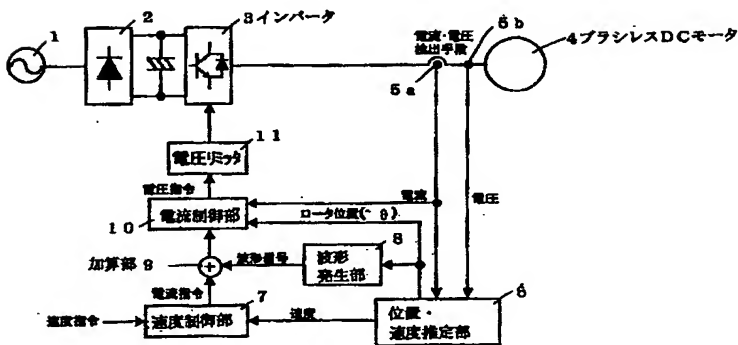 1
2
3インバータ
電流・電圧
検出手段
5b
4ブラシレスDCモータ
5a
11
電圧リミッタ
電圧指令
電流
電圧
10
電流制御部
ロータ位置(~θ)
8
加算部9
+
波形信号
波形
発生部
電流指令
7
6
速度指令
速度制御部
速度
位置・
速度推定部